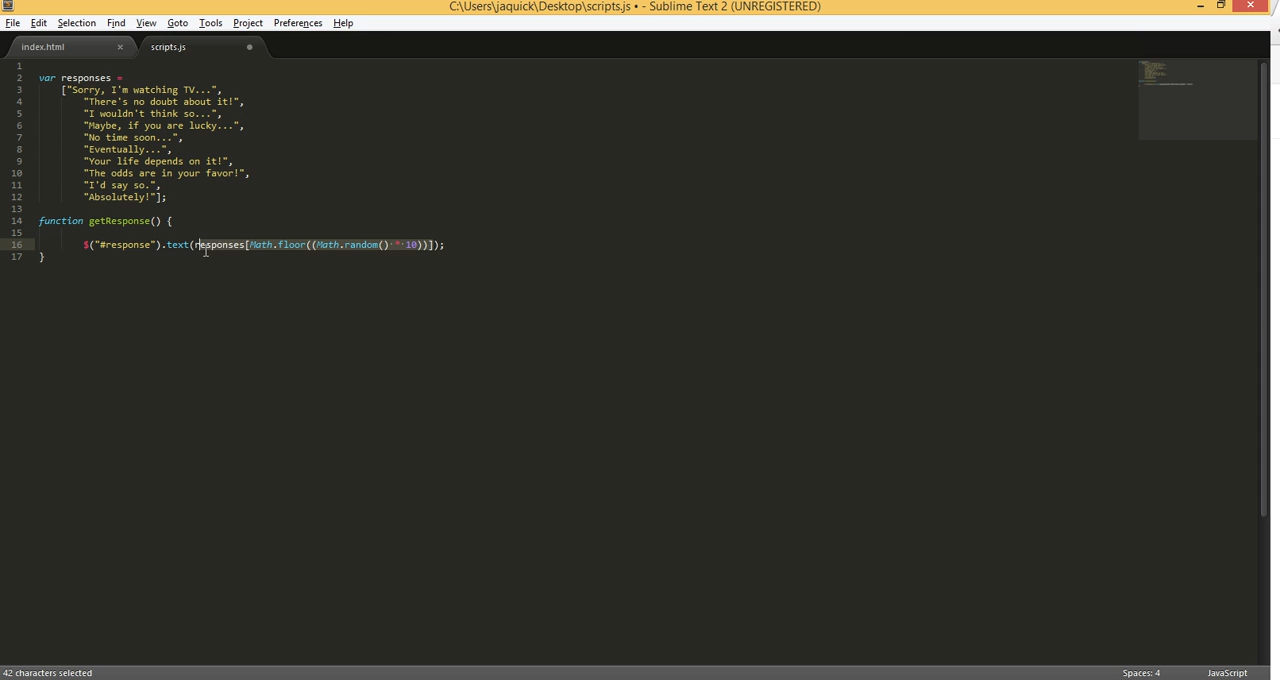 C:\Users\jaquick\Desktop\scripts.js • - Sublime Text 2 (UNREGISTERED)
File Edit Selection Find View Goto Tools Project Preferences Help
index.html scripts.js
1
2 var responses =
3 ["Sorry, I'm watching TV...",
4 "There's no doubt about it!",
5 "I wouldn't think so...",
6 "Maybe, if you are lucky...",
7 "No time soon...",
8 "Eventually...",
9 "Your life depends on it!",
10 "The odds are in your favor!",
11 "I'd say so.",
12 "Absolutely!"];
13
14 function getResponse() {
15
16 $("#response").text(responses[Math.floor((Math.random() * 10))]);
17 }
42 characters selected Spaces: 4 JavaScript